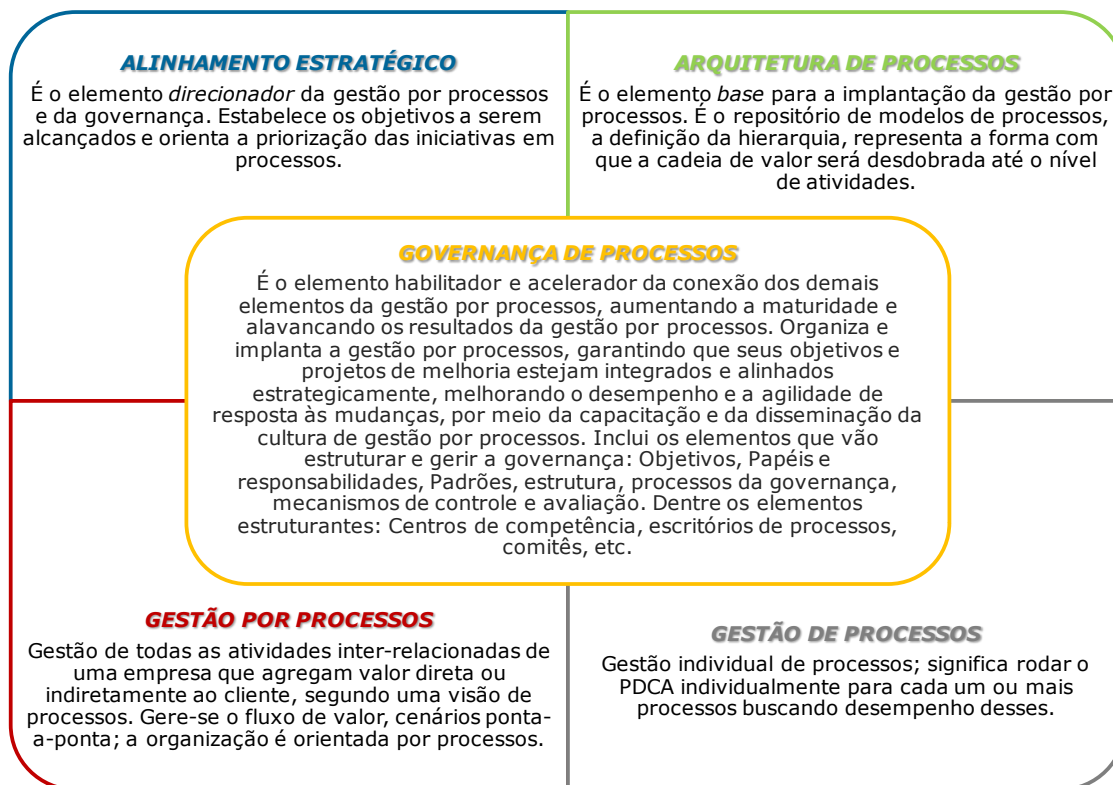 ALINHAMENTO ESTRATÉGICO
É o elemento direcionador da gestão por processos
e da governança. Estabelece os objetivos a serem
alcançados e orienta a priorização das iniciativas em
processos.
ARQUITETURA DE PROCESSOS
É o elemento base para a implantação da gestão por
processos. É o repositório de modelos de processos,
a definição da hierarquia, representa a forma com
que a cadeia de valor será desdobrada até o nível
de atividades.
GOVERNANÇA DE PROCESSOS
É o elemento habilitador e acelerador da conexão dos demais
elementos da gestão por processos, aumentando a maturidade e
alavancando os resultados da gestão por processos. Organiza e
implanta a gestão por processos, garantindo que seus objetivos e
projetos de melhoria estejam integrados e alinhados
estrategicamente, melhorando o desempenho e a agilidade de
resposta às mudanças, por meio da capacitação e da disseminação da
cultura de gestão por processos. Inclui os elementos que vão
estruturar e gerir a governança: Objetivos, Papéis e
responsabilidades, Padrões, estrutura, processos da governança,
mecanismos de controle e avaliação. Dentre os elementos
estruturantes: Centros de competência, escritórios de processos,
comitês, etc.
GESTÃO POR PROCESSOS
Gestão de todas as atividades inter-relacionadas de
uma empresa que agregam valor direta ou
indiretamente ao cliente, segundo uma visão de
processos. Gere-se o fluxo de valor, cenários ponta-
a-ponta; a organização é orientada por processos.
GESTÃO DE PROCESSOS
Gestão individual de processos; significa rodar o
PDCA individualmente para cada um ou mais
processos buscando desempenho desses.